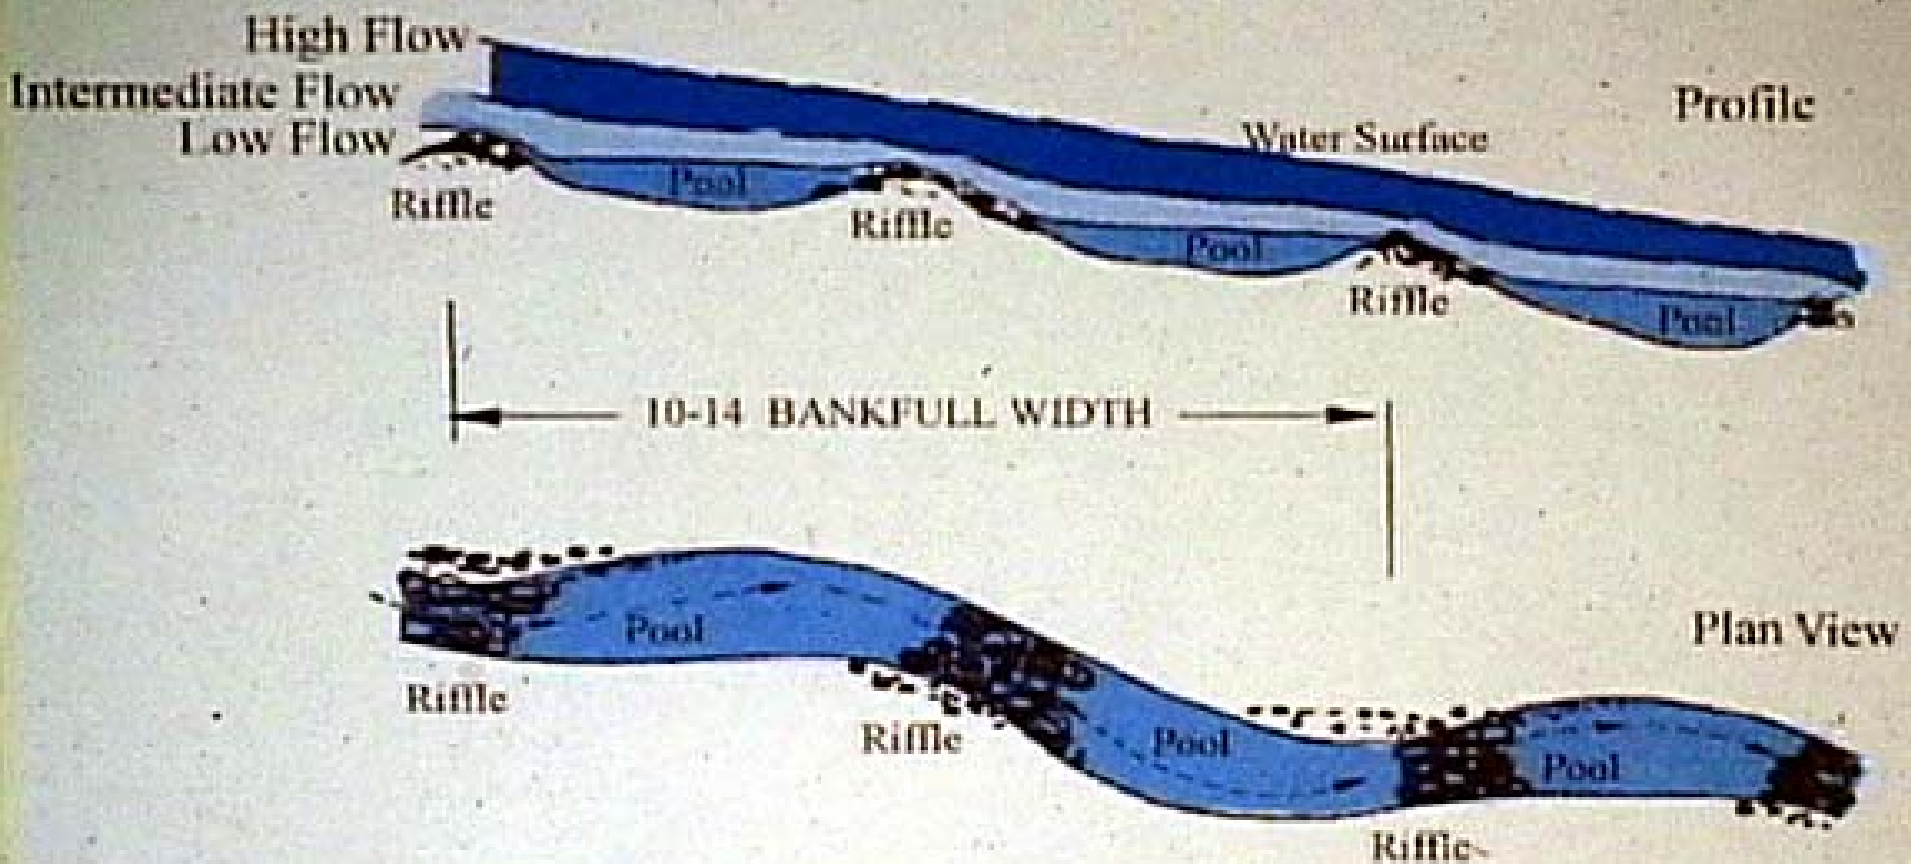 High Flow
Intermediate Flow
Low Flow
Profile
Water Surface
Pool
Riffle
Riffle
Pool
Riffle
Pool
10-14 BANKFULL WIDTH
Pool
Plan View
Riffle
Riffle
Pool
Pool
Riffle